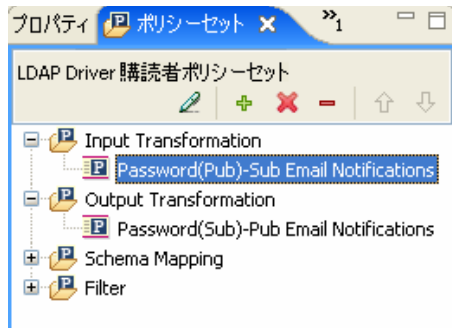 プロパティ ポリシーセット »1
LDAP Driver 購読者ポリシーセット
Input Transformation
Password(Pub)-Sub Email Notifications
Output Transformation
Password(Sub)-Pub Email Notifications
Schema Mapping
Filter